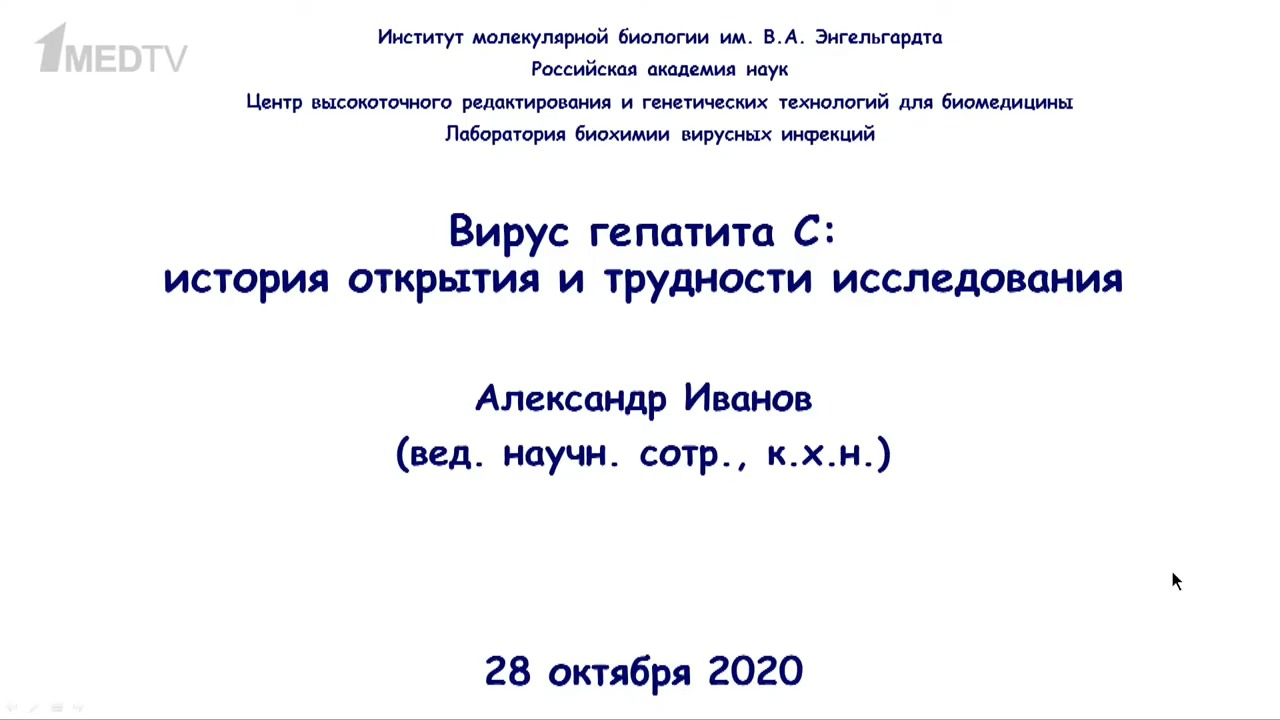 1MEDTV
Институт молекулярной биологии им. В.А. Энгельгардта
Российская академия наук
Центр высокоточного редактирования и генетических технологий для биомедицины
Лаборатория биохимии вирусных инфекций
Вирус гепатита С:
история открытия и трудности исследования
Александр Иванов
(вед. научн. сотр., к.х.н.)
28 октября 2020